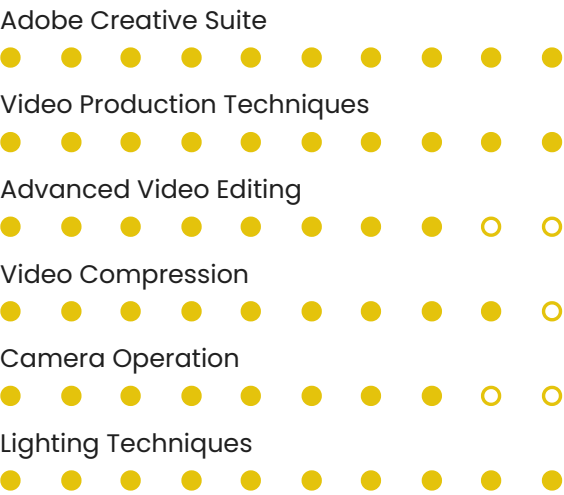 Adobe Creative Suite
Video Production Techniques
Advanced Video Editing
Video Compression
Camera Operation
Lighting Techniques